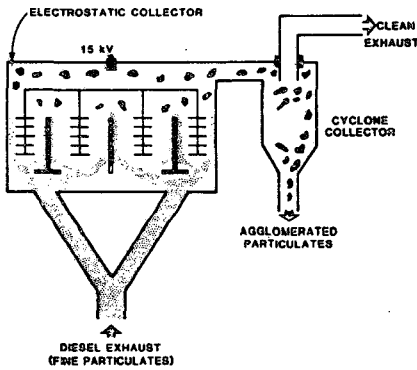 ELECTROSTATIC COLLECTOR
15 kV
CLEAN
EXHAUST
CYCLONE
COLLECTOR
AGGLOMERATED
PARTICULATES
DIESEL EXHAUST
(FINE PARTICULATES)